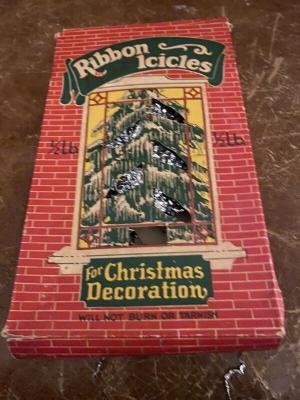 Ribbon
Icicles
½ Lb
½ Lb
For Christmas
Decoration
WILL NOT BURN OR TARNISH